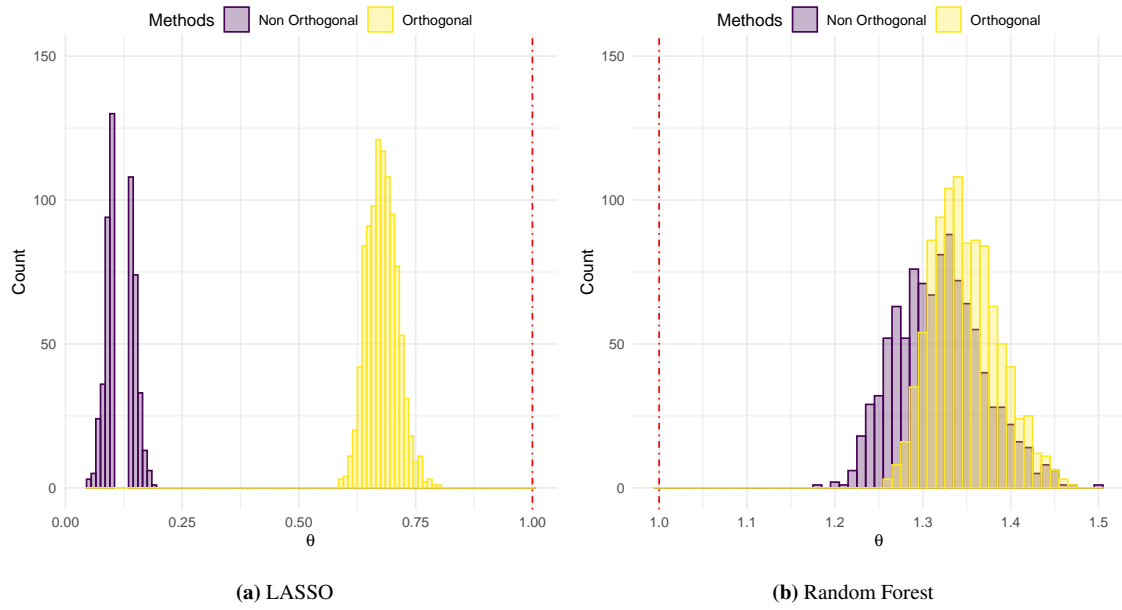 Methods Non Orthogonal Orthogonal
150
100
50
0
Count
0.00 0.25 0.50 0.75 1.00
θ
(a) LASSO
Methods Non Orthogonal Orthogonal
150
100
50
0
Count
1.0 1.1 1.2 1.3 1.4 1.5
θ
(b) Random Forest